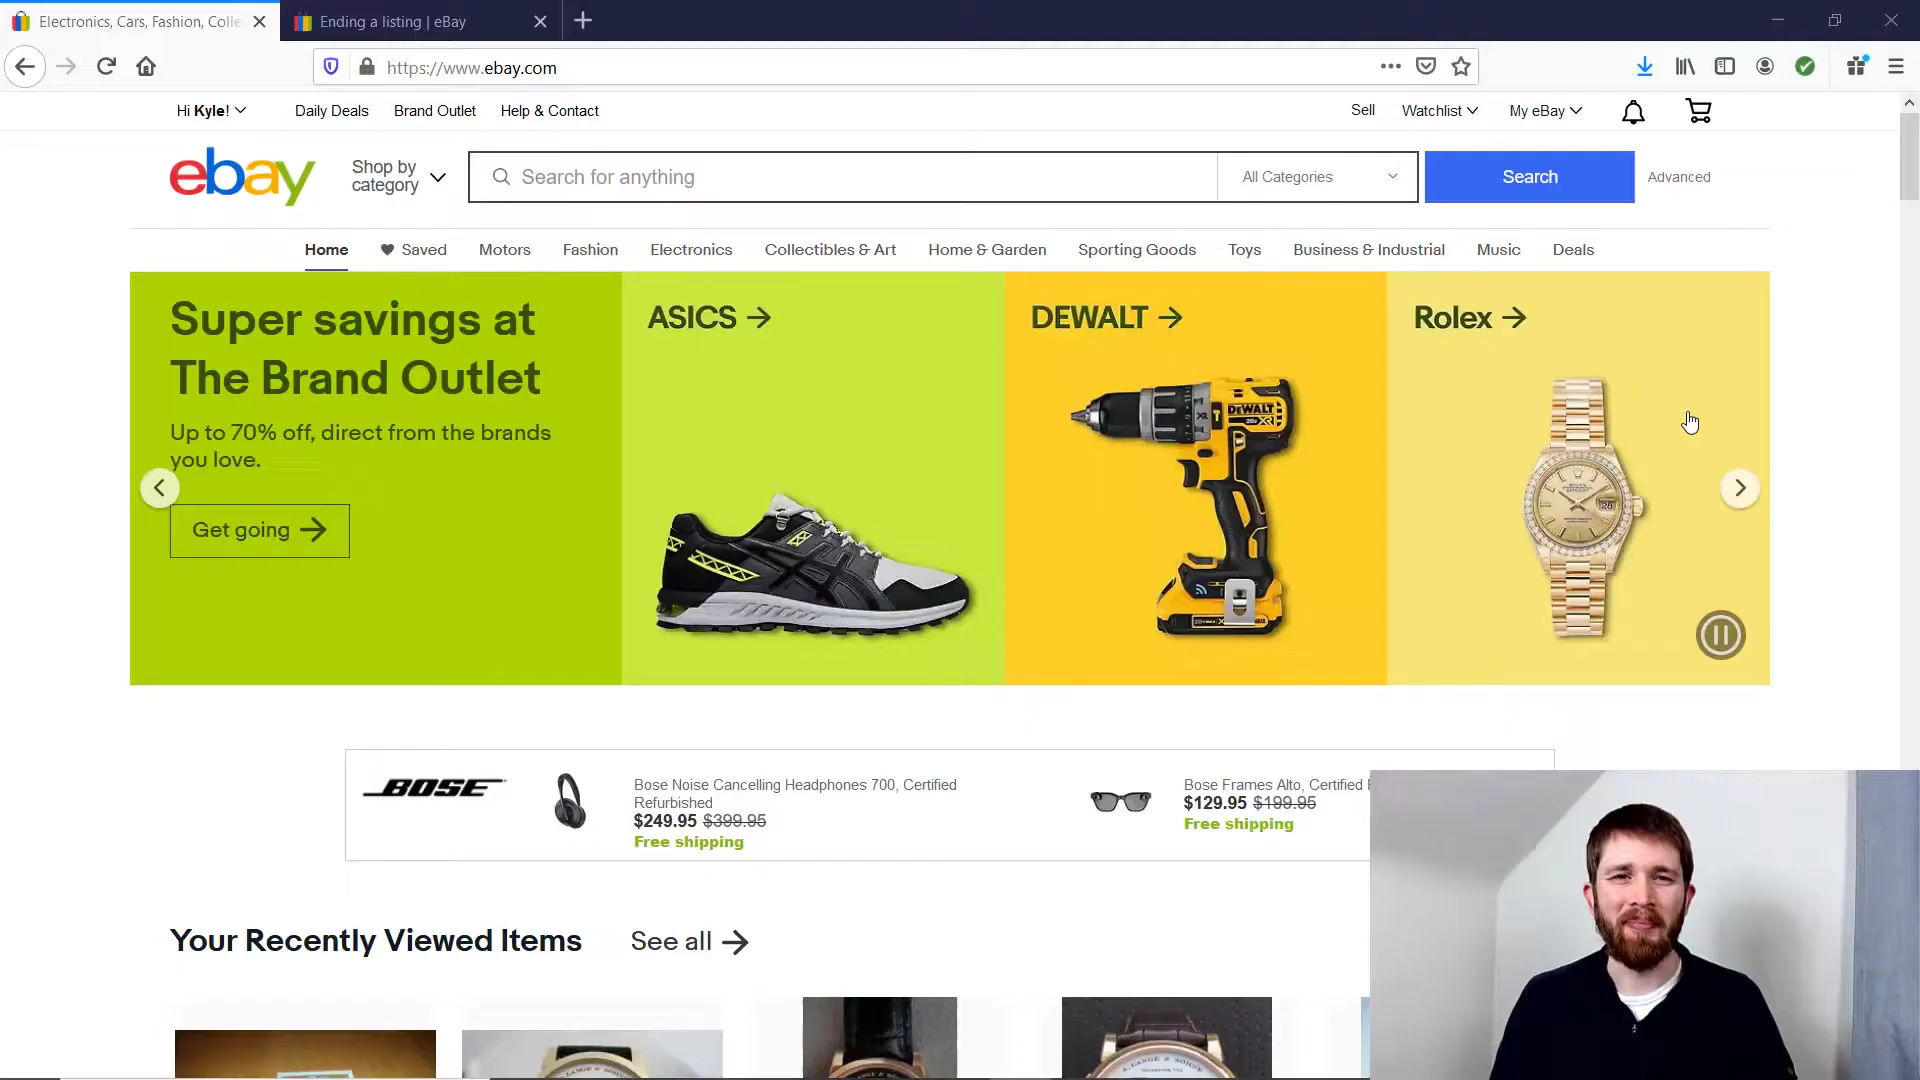 Electronics, Cars, Fashion, Colle
Ending a listing | eBay
https://www.ebay.com
Hi Kyle!
Daily Deals
Brand Outlet
Help & Contact
Sell
Watchlist
My eBay
ebay
Shop by
category
Search for anything
All Categories
Search
Advanced
Home
Saved
Motors
Fashion
Electronics
Collectibles & Art
Home & Garden
Sporting Goods
Toys
Business & Industrial
Music
Deals
Super savings at
The Brand Outlet
Up to 70% off, direct from the brands
you love.
Get going
ASICS
DEWALT
DEWALT
20V XR
Rolex
28
BOSE
Bose Noise Cancelling Headphones 700, Certified
Refurbished
$249.95 $399.95
Free shipping
Bose Frames Alto, Certified
$129.95 $199.95
Free shipping
Your Recently Viewed Items
See all